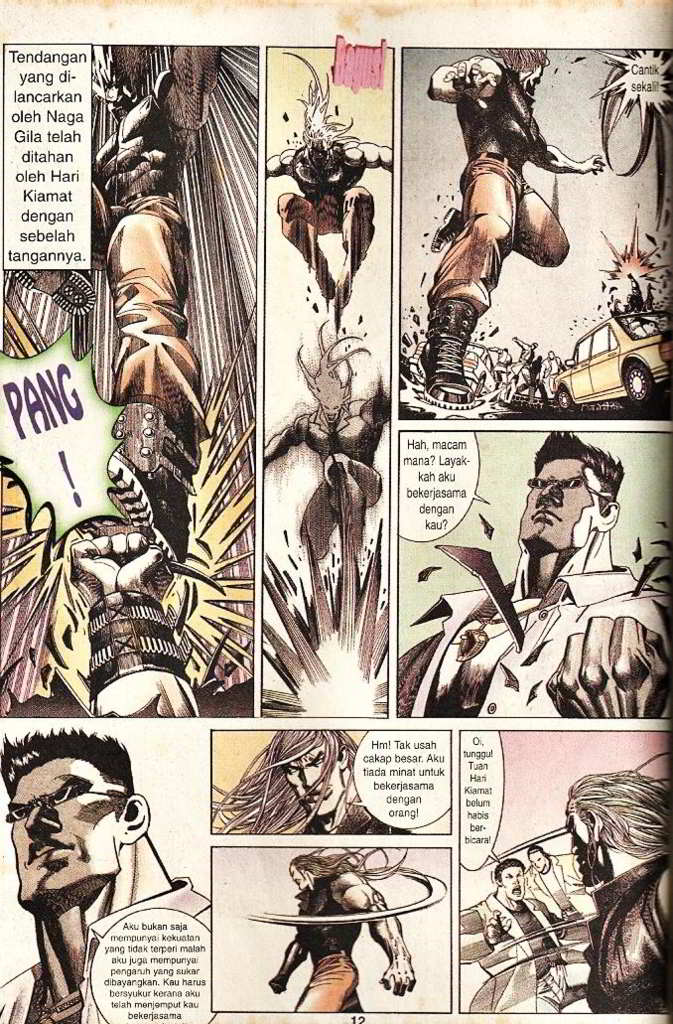 Tendangan
yang di-
lancarkan
oleh Naga
Gila telah
ditahan
oleh Hari
Kiamat
dengan
sebelah
tangannya.
PANG
!
Cantik
sekali!
Hah, macam
mana? Layak-
kah aku
bekerjasama
dengan
kau?
Aku bukan saja
mempunyai kekuatan
yang tidak terperi malah
aku juga mempunyai
pengaruh yang sukar
dibayangkan. Kau harus
bersyukur kerana aku
telah menjemput kau
bekerjasama
Hm! Tak usah
cakap besar. Aku
tiada minat untuk
bekerjasama
dengan
orang!
Oi,
tunggu!
Tuan
Hari
Kiamat
belum
habis
ber-
bicara!
12